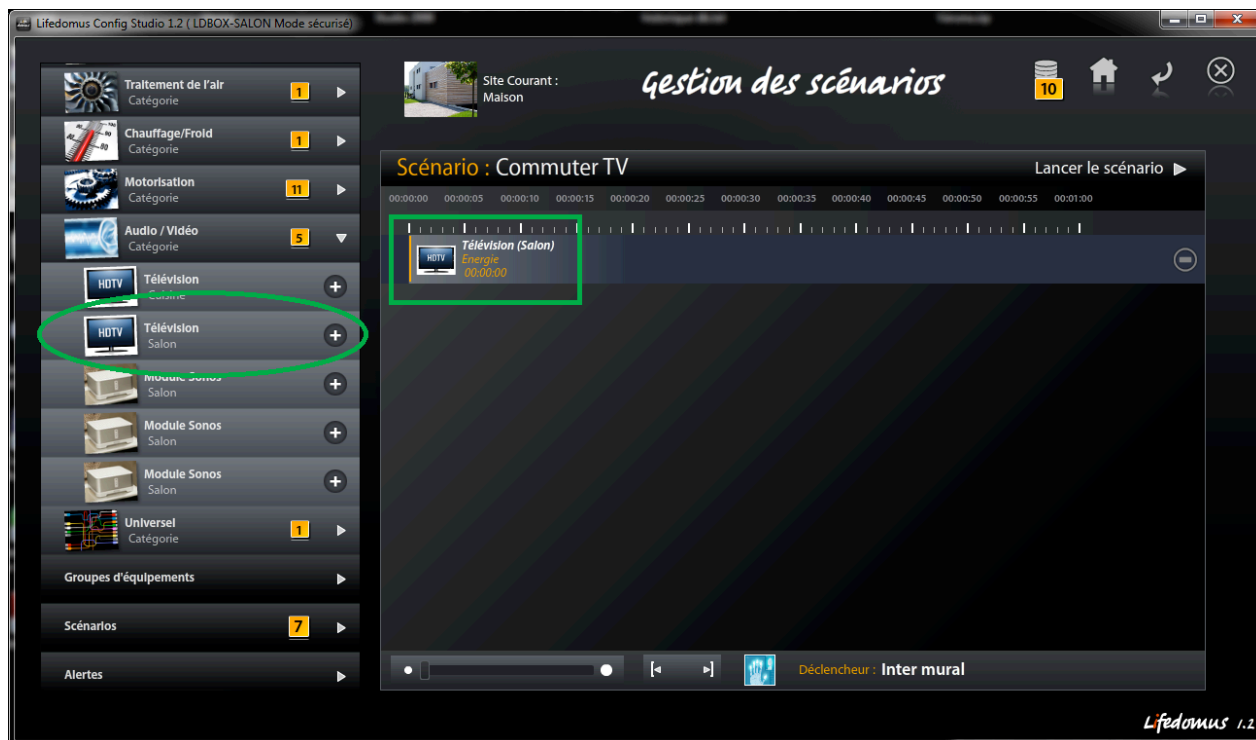 Lifedomus Config Studio 1.2 ( LDBOX-SALON Mode sécurisé)
Traitement de l'air
Catégorie
1
Chauffage/Froid
Catégorie
1
Motorisation
Catégorie
11
Audio / Vidéo
Catégorie
5
HDTV
Télévision
Cuisine
HDTV
Télévision
Salon
Module Sonos
Salon
Module Sonos
Salon
Module Sonos
Salon
Universel
Catégorie
1
Groupes d'équipements
Scénarios
7
Alertes
Site Courant :
Maison
Gestion des scénarios
10
Scénario : Commuter TV
Lancer le scénario
00:00:00 00:00:05 00:00:10 00:00:15 00:00:20 00:00:25 00:00:30 00:00:35 00:00:40 00:00:45 00:00:50 00:00:55 00:01:00
HDTV
Télévision (Salon)
Energie
00:00:00
Déclencheur : Inter mural
Lifedomus 1.2